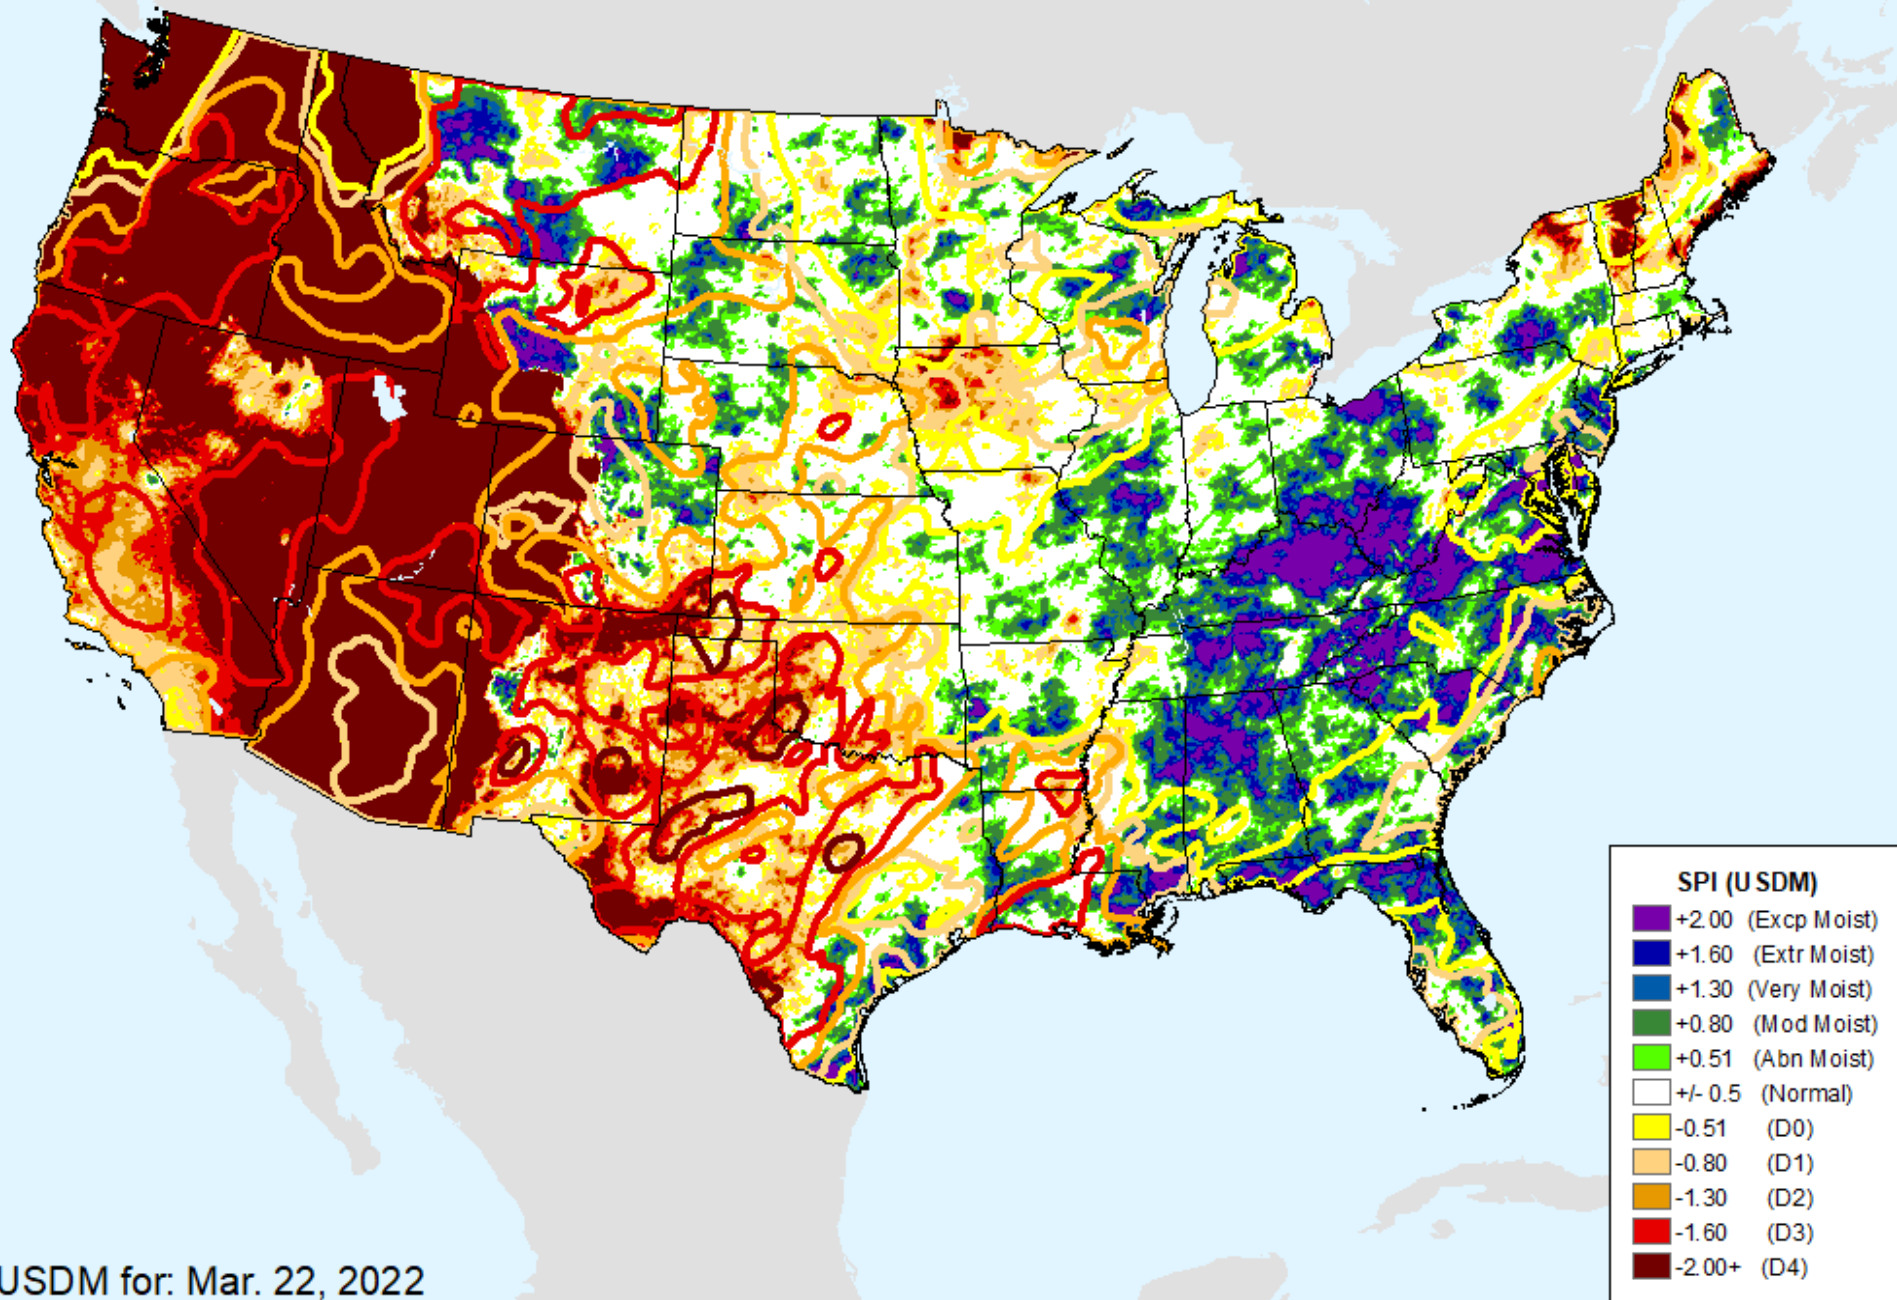 SPI (USDM)
+2.00 (Excp Moist)
+1.60 (Extr Moist)
+1.30 (Very Moist)
+0.80 (Mod Moist)
+0.51 (Abn Moist)
+/- 0.5 (Normal)
-0.51 (D0)
-0.80 (D1)
-1.30 (D2)
-1.60 (D3)
-2.00+ (D4)
USDM for: Mar. 22, 2022